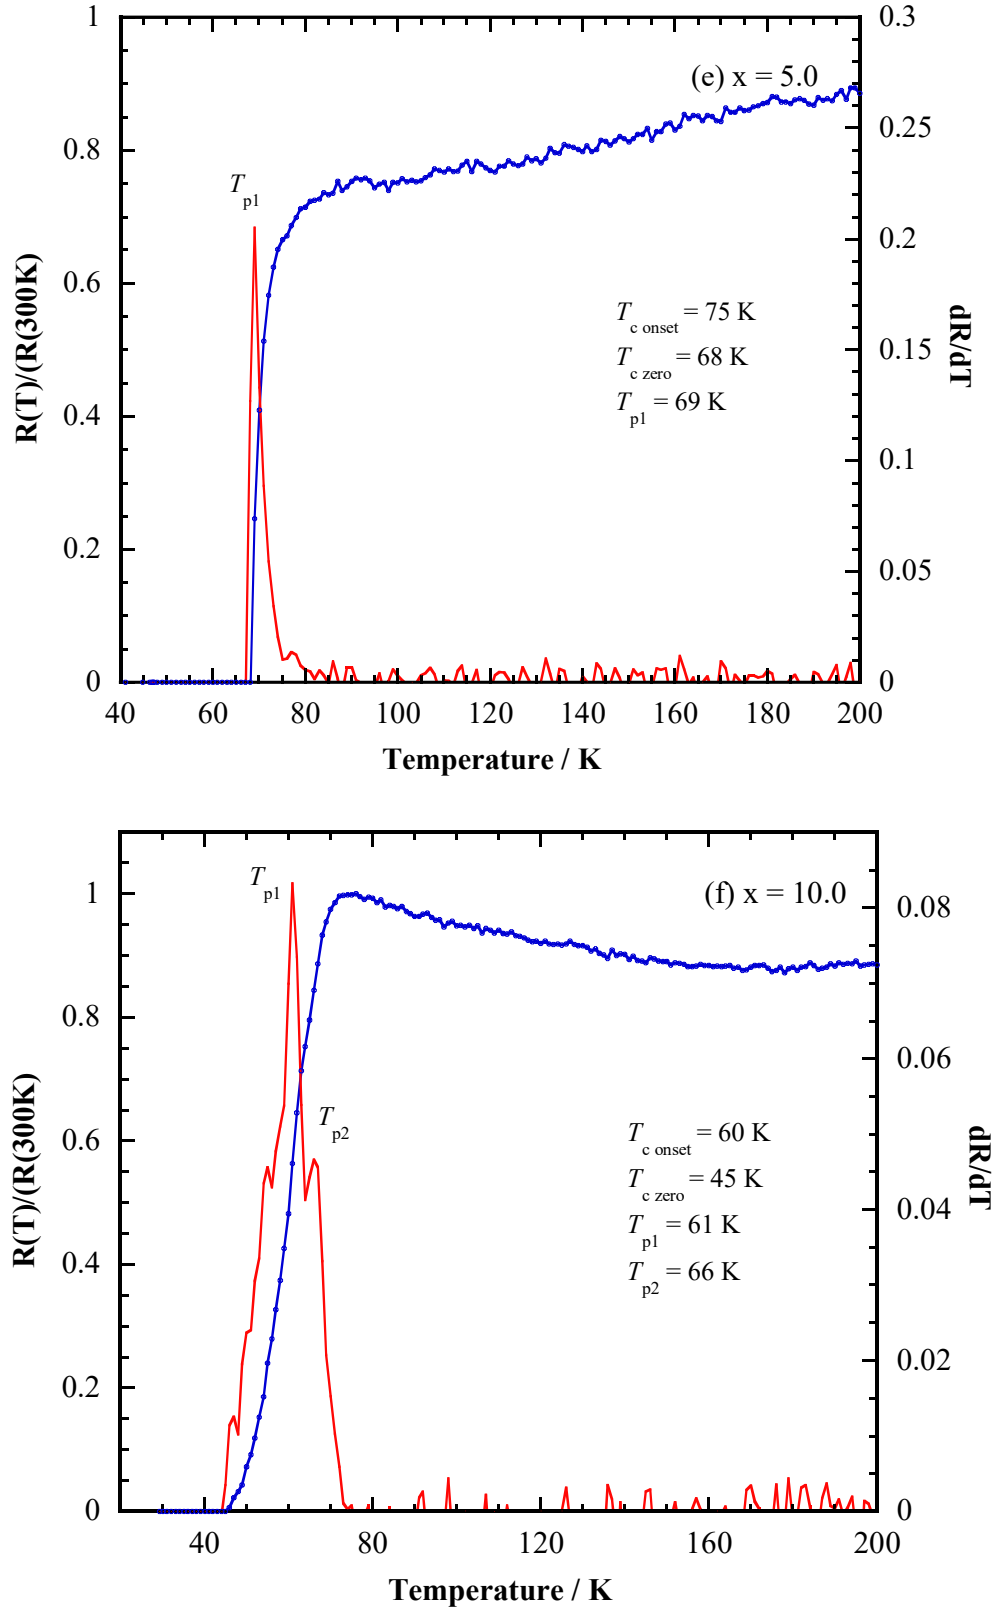 1
0.3
(e) x = 5.0
0.8
0.25
Tp1
0.2
R(T)/(R(300K)
0.6
Tc onset = 75 K
0.15
dR/dT
Tc zero = 68 K
0.4
Tp1 = 69 K
0.1
0.2
0.05
0
0
40
60
80
100
120
140
160
180
200
Temperature / K
Tp1
(f) x = 10.0
1
0.08
0.8
R(T)/(R(300K)
0.06
Tp2
0.6
Tc onset = 60 K
dR/dT
Tc zero = 45 K
0.04
Tp1 = 61 K
0.4
Tp2 = 66 K
0.02
0.2
0
0
40
80
120
160
200
Temperature / K